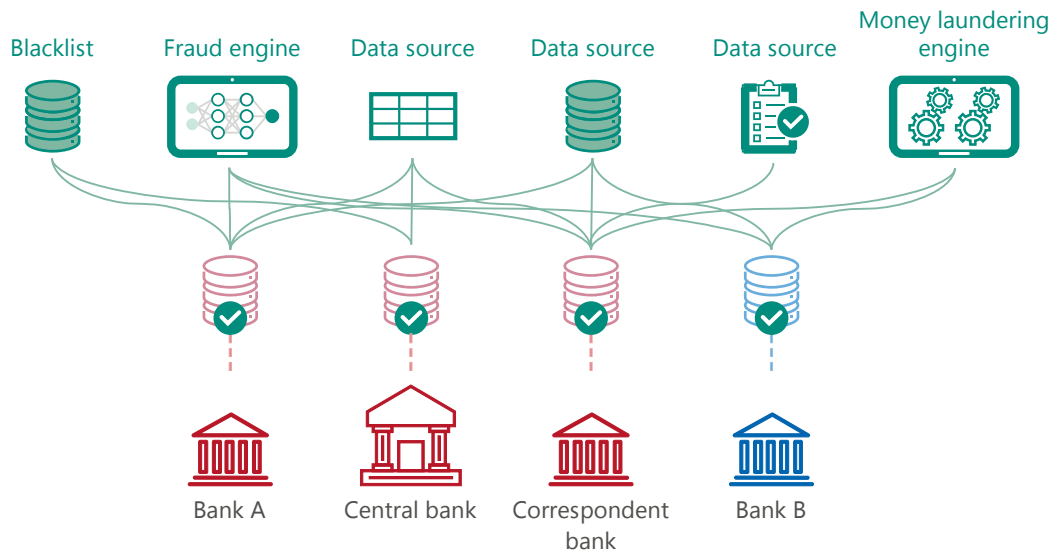 Blacklist
Fraud engine
Data source
Data source
Data source
Money laundering
engine
Bank A
Central bank
Correspondent
bank
Bank B